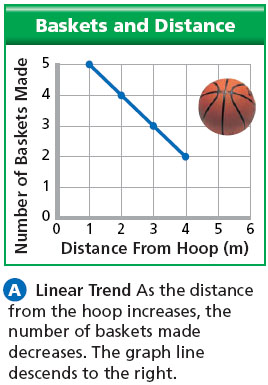 Baskets and Distance
Number of Baskets Made
5
4
3
2
1
0
0 1 2 3 4 5 6
Distance From Hoop (m)
A Linear Trend As the distance
from the hoop increases, the
number of baskets made
decreases. The graph line
descends to the right.